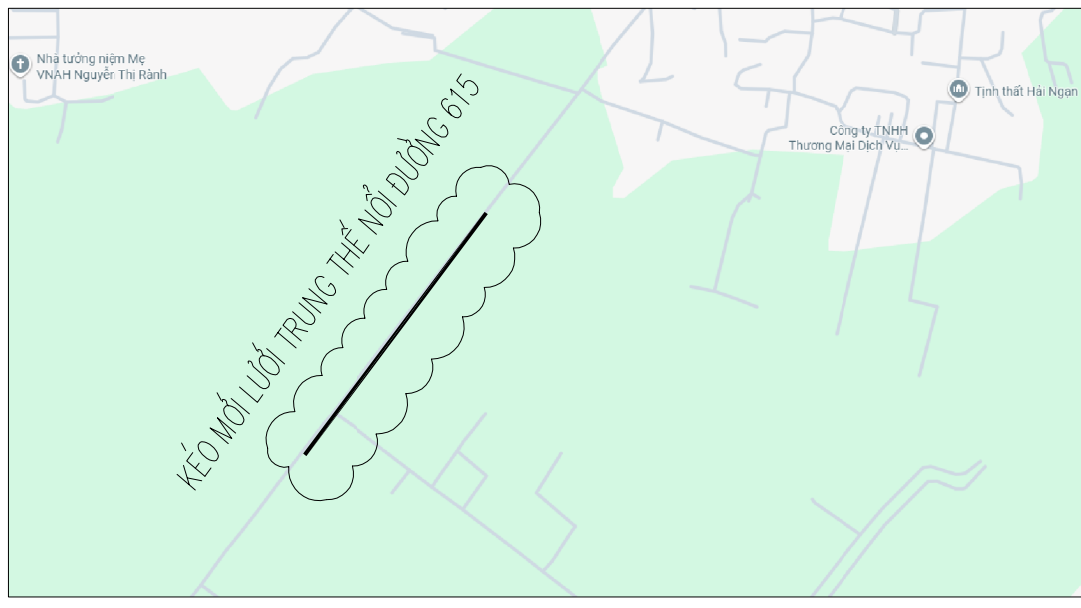 Nhà tưởng niệm Mẹ
VNAH Nguyễn Thị Rành
KÉO MỚI LƯỚI TRUNG THẾ NỔI ĐƯỜNG 615
Tịnh thất Hải Ngạn
Công ty TNHH
Thương Mại Dịch Vụ...